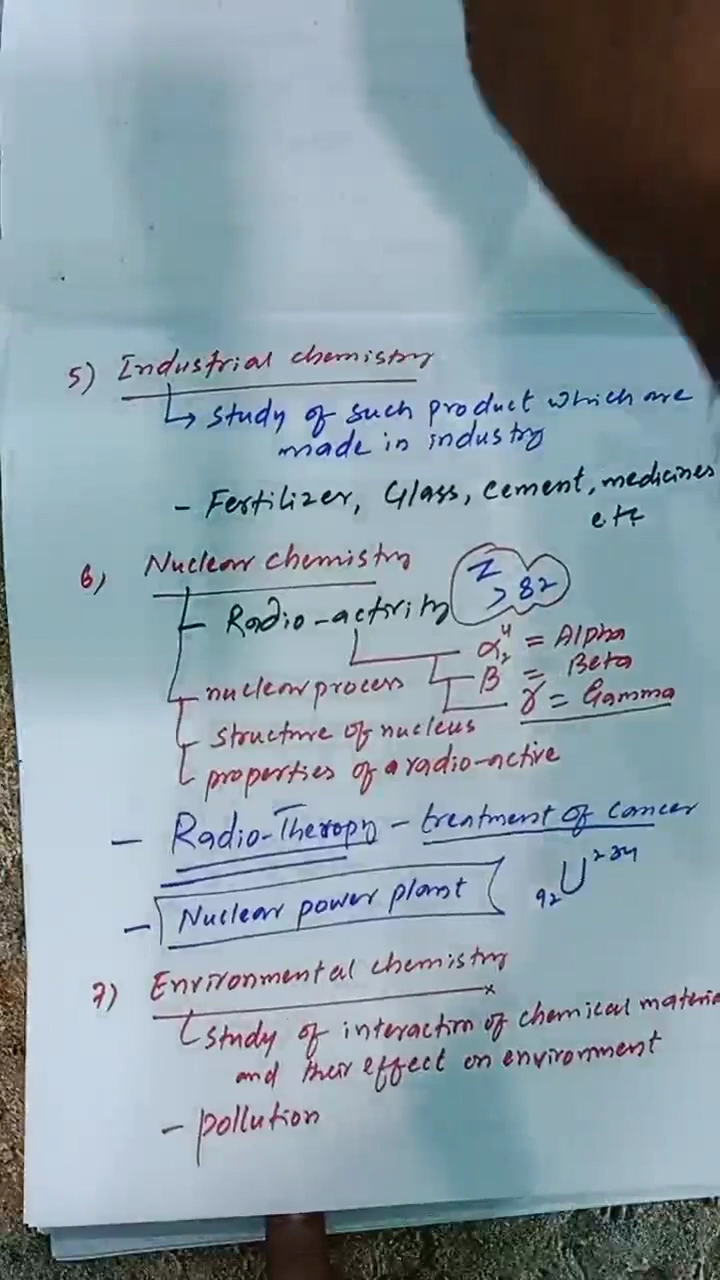 5) Industrial chemistry
↳ study of such product which are
made in industry
- Fertilizer, Glass, cement, medicines
etc
6) Nuclear chemistry
Z > 82
- Radio-activity
α₂⁴ = Alpha
β = Beta
γ = Gamma
- nuclear process
- structure of nucleus
properties of a radio-active
- Radio-Therapy - treatment of cancer
- Nuclear power plant
₉₂U²³⁴
7) Environmental chemistry
study of interaction of chemical materia
and their effect on environment
- pollution